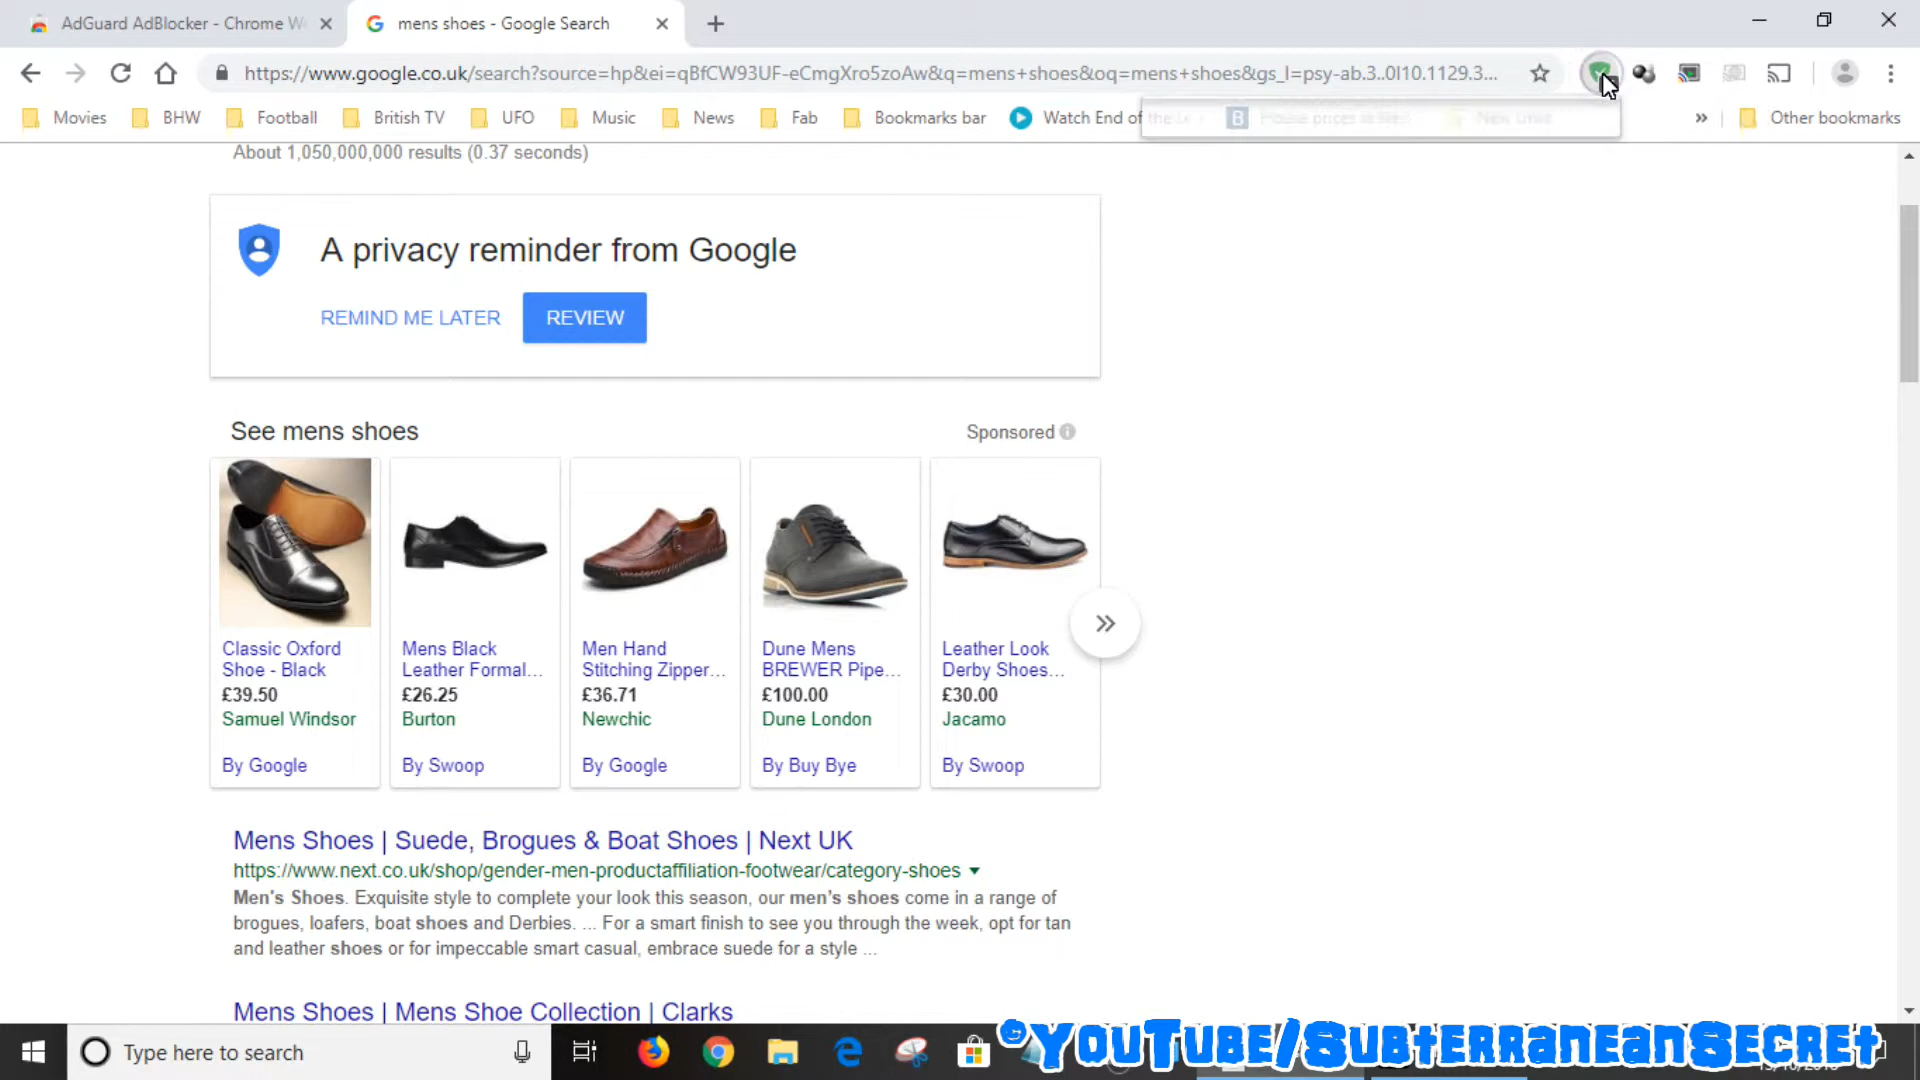 AdGuard AdBlocker - Chrome W
mens shoes - Google Search
https://www.google.co.uk/search?source=hp&ei=qBfCW93UF-eCmgXro5zoAw&q=mens+shoes&oq=mens+shoes&gs_l=psy-ab.3..0l10.1129.3...
Movies BHW Football British TV UFO Music News Fab Bookmarks bar Watch End of the House prices in New Links » Other bookmarks
About 1,050,000,000 results (0.37 seconds)
A privacy reminder from Google
REMIND ME LATER REVIEW
See mens shoes Sponsored
Classic Oxford
Shoe - Black
£39.50
Samuel Windsor
By Google
Mens Black
Leather Formal...
£26.25
Burton
By Swoop
Men Hand
Stitching Zipper...
£36.71
Newchic
By Google
Dune Mens
BREWER Pipe...
£100.00
Dune London
By Buy Bye
Leather Look
Derby Shoes...
£30.00
Jacamo
By Swoop
Mens Shoes | Suede, Brogues & Boat Shoes | Next UK
https://www.next.co.uk/shop/gender-men-productaffiliation-footwear/category-shoes
Men's Shoes. Exquisite style to complete your look this season, our men's shoes come in a range of
brogues, loafers, boat shoes and Derbies. ... For a smart finish to see you through the week, opt for tan
and leather shoes or for impeccable smart casual, embrace suede for a style ...
Mens Shoes | Mens Shoe Collection | Clarks
Type here to search
©YouTube/SubterraneanSecret